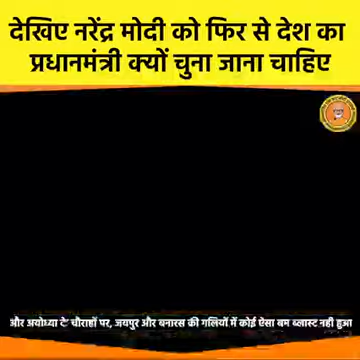 देखिए नरेंद्र मोदी को फिर से देश का
प्रधानमंत्री क्यों चुना जाना चाहिए
और अयोध्या के चौराहों पर, जयपुर और बनारस की गलियों में कोई ऐसा बम ब्लास्ट नही हुआ